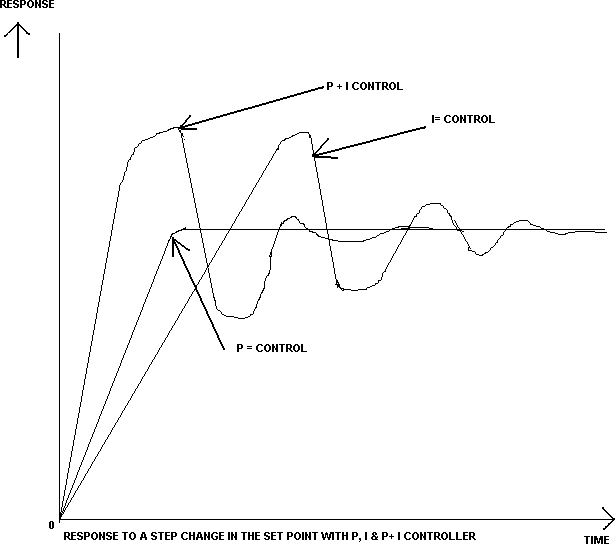 RESPONSE
P + I CONTROL
I= CONTROL
P = CONTROL
0
RESPONSE TO A STEP CHANGE IN THE SET POINT WITH P, I & P+ I CONTROLLER
TIME